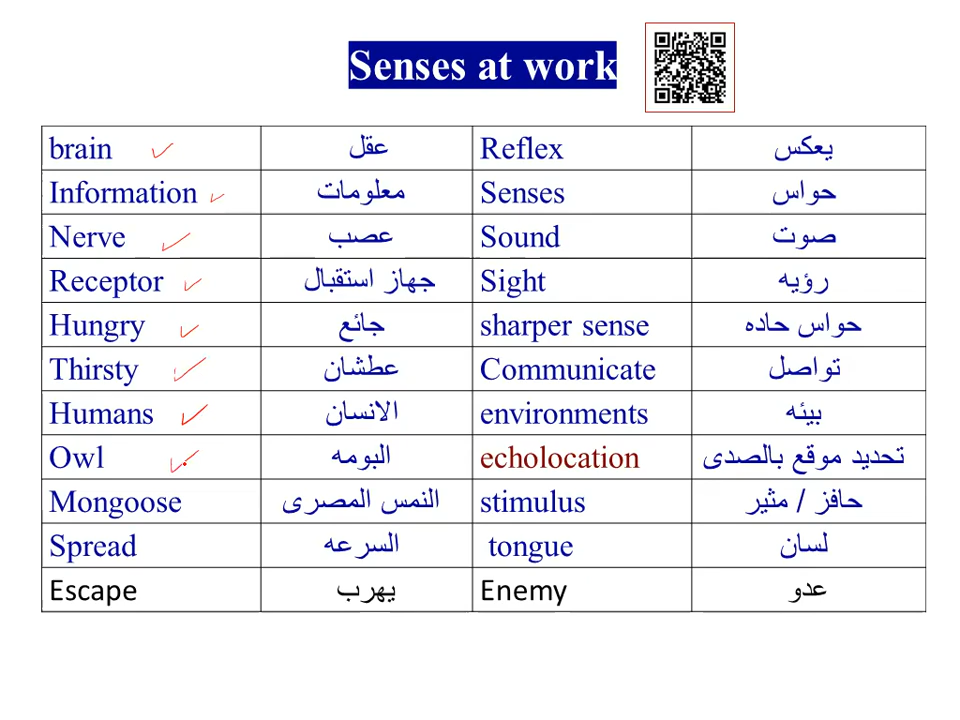 Senses at work
brain عقل Reflex يعكس
Information معلومات Senses حواس
Nerve عصب Sound صوت
Receptor جهاز استقبال Sight رؤيه
Hungry جائع sharper sense حواس حاده
Thirsty عطشان Communicate تواصل
Humans الانسان environments بيئه
Owl البومه echolocation تحديد موقع بالصدى
Mongoose النمس المصرى stimulus حافز / مثير
Spread السرعه tongue لسان
Escape يهرب Enemy عدو